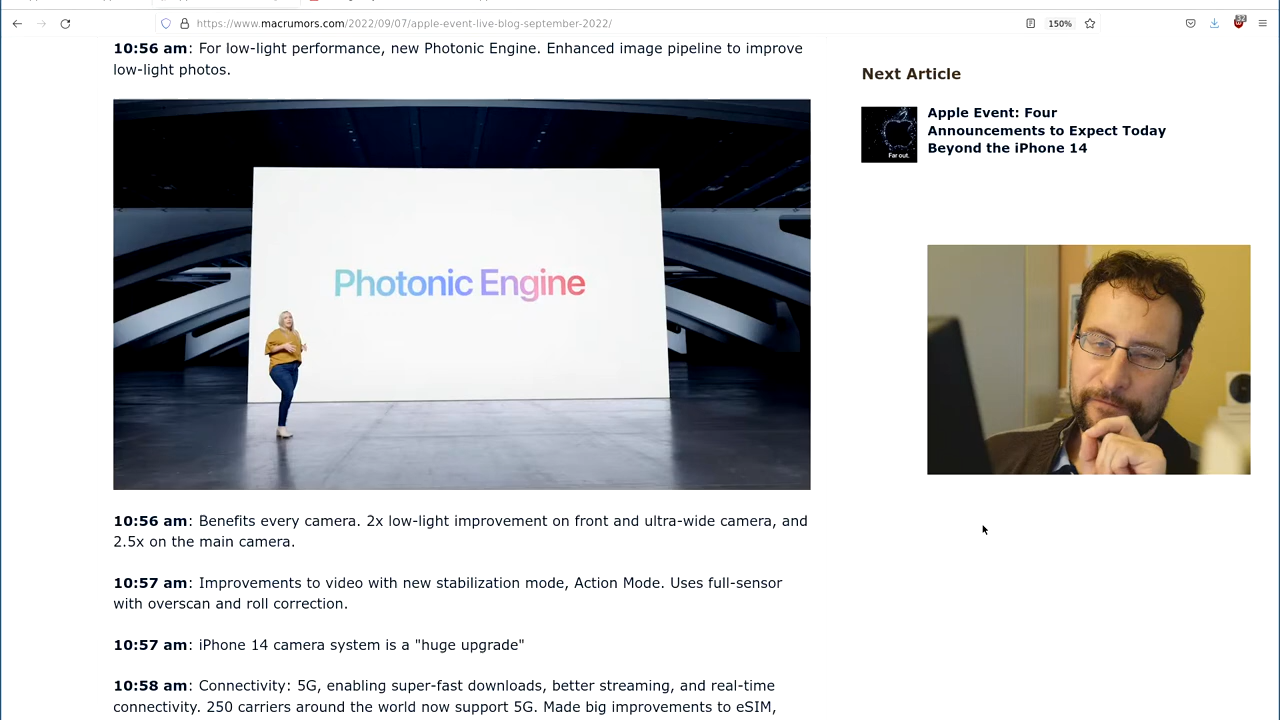 https://www.macrumors.com/2022/09/07/apple-event-live-blog-september-2022/
150%
10:56 am: For low-light performance, new Photonic Engine. Enhanced image pipeline to improve
low-light photos.
Photonic Engine
10:56 am: Benefits every camera. 2x low-light improvement on front and ultra-wide camera, and
2.5x on the main camera.
10:57 am: Improvements to video with new stabilization mode, Action Mode. Uses full-sensor
with overscan and roll correction.
10:57 am: iPhone 14 camera system is a "huge upgrade"
10:58 am: Connectivity: 5G, enabling super-fast downloads, better streaming, and real-time
connectivity. 250 carriers around the world now support 5G. Made big improvements to eSIM,
Next Article
Far out.
Apple Event: Four
Announcements to Expect Today
Beyond the iPhone 14